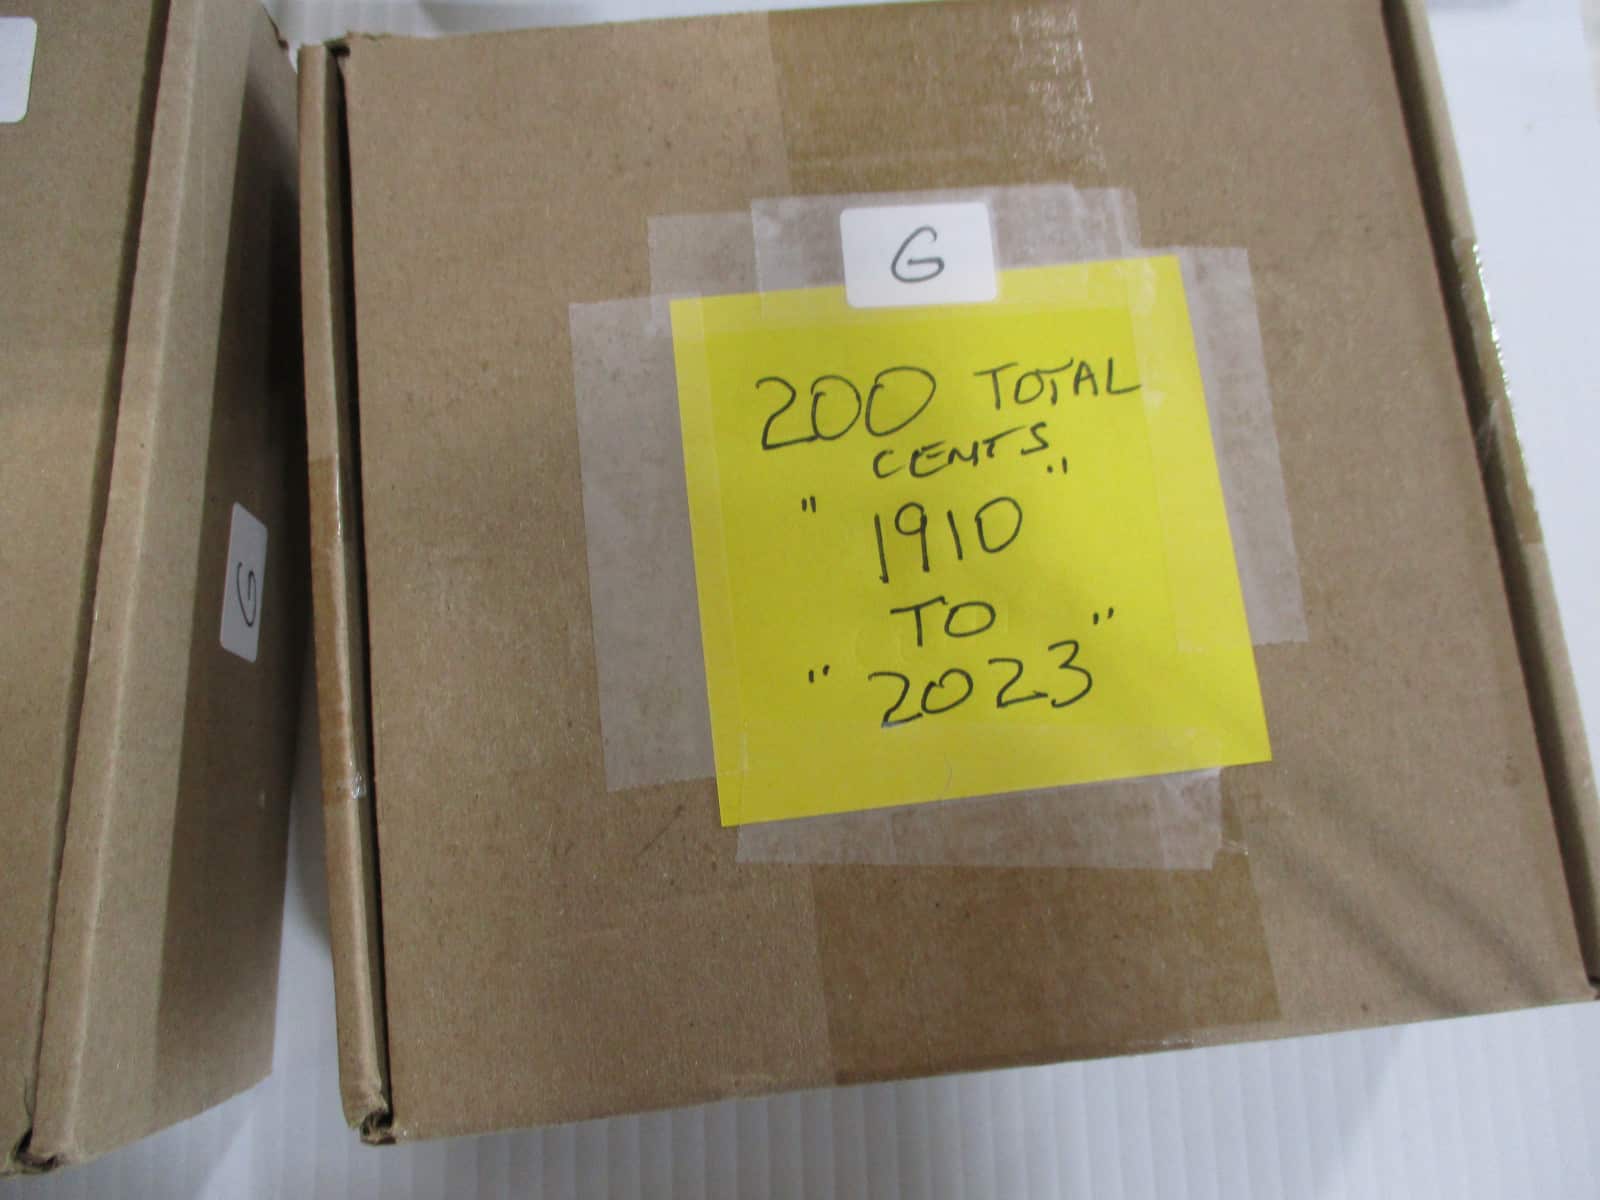 G
200 TOTAL
CENTS
" 1910 "
TO
" 2023 "
G